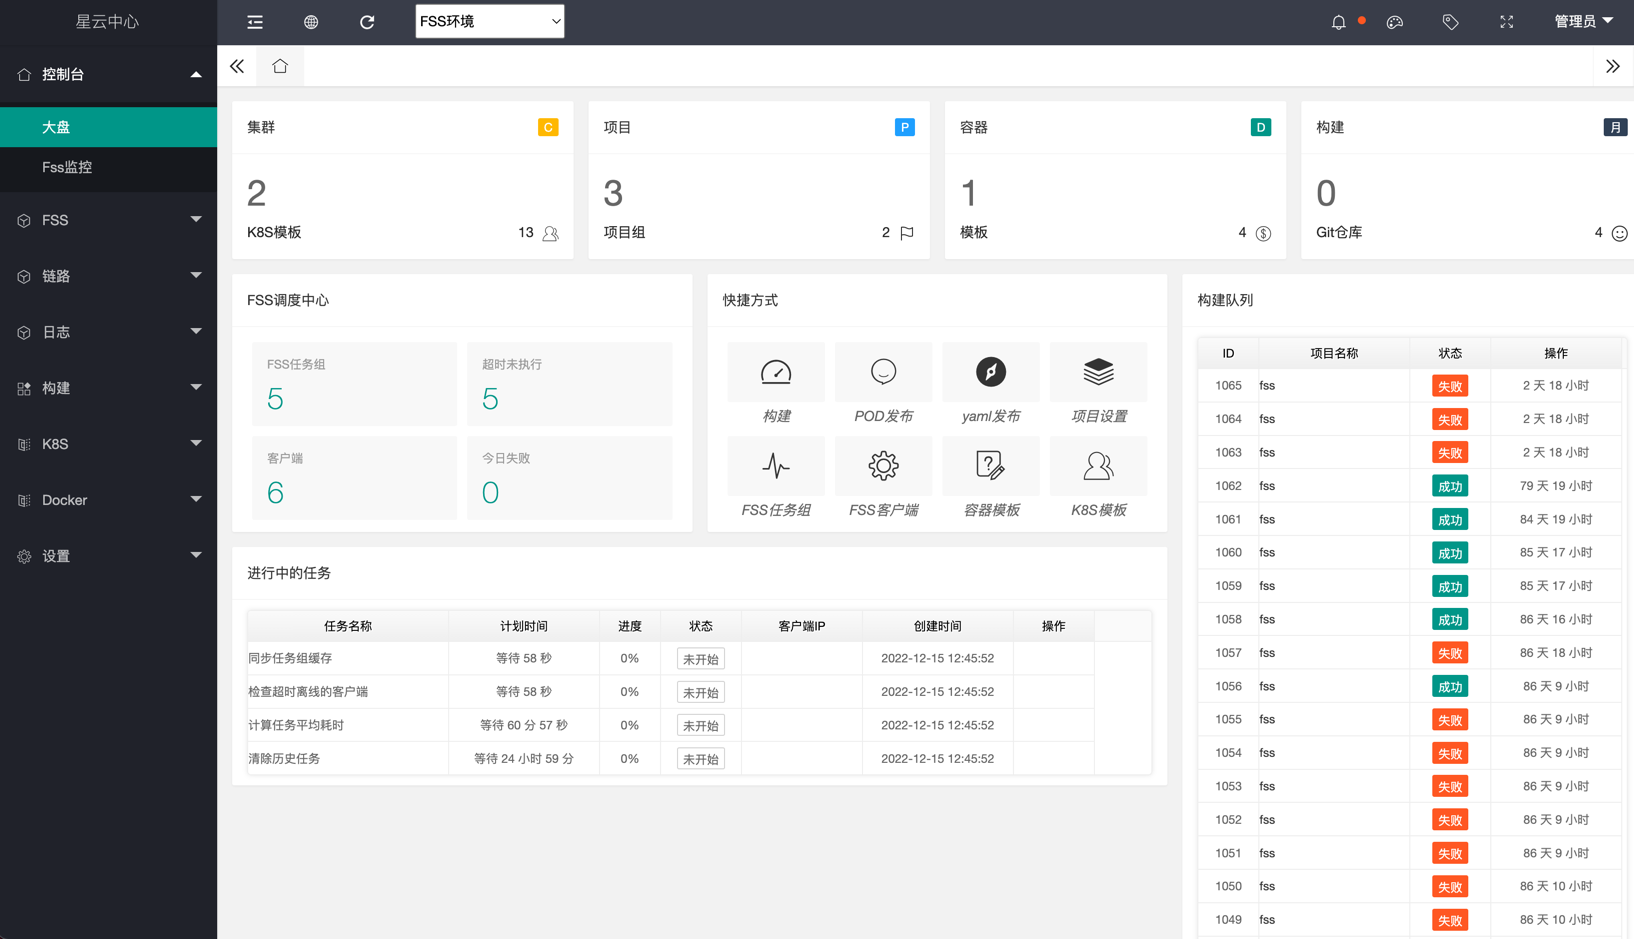 星云中心
FSS环境
管理员
控制台
大盘
Fss监控
FSS
链路
日志
构建
K8S
Docker
设置
集群 C
2
K8S模板 13
项目 P
3
项目组 2
容器 D
1
模板 4
构建 月
0
Git仓库 4
FSS调度中心
FSS任务组
5
超时未执行
5
客户端
6
今日失败
0
快捷方式
构建 POD发布 yaml发布 项目设置
FSS任务组 FSS客户端 容器模板 K8S模板
进行中的任务
任务名称 计划时间 进度 状态 客户端IP 创建时间 操作
同步任务组缓存 等待 58 秒 0% 未开始 2022-12-15 12:45:52
检查超时离线的客户端 等待 58 秒 0% 未开始 2022-12-15 12:45:52
计算任务平均耗时 等待 60 分 57 秒 0% 未开始 2022-12-15 12:45:52
清除历史任务 等待 24 小时 59 分 0% 未开始 2022-12-15 12:45:52
构建队列
ID 项目名称 状态 操作
1065 fss 失败 2 天 18 小时
1064 fss 失败 2 天 18 小时
1063 fss 失败 2 天 18 小时
1062 fss 成功 79 天 19 小时
1061 fss 成功 84 天 19 小时
1060 fss 成功 85 天 17 小时
1059 fss 成功 85 天 17 小时
1058 fss 成功 86 天 16 小时
1057 fss 失败 86 天 18 小时
1056 fss 成功 86 天 9 小时
1055 fss 失败 86 天 9 小时
1054 fss 失败 86 天 9 小时
1053 fss 失败 86 天 9 小时
1052 fss 失败 86 天 9 小时
1051 fss 失败 86 天 9 小时
1050 fss 失败 86 天 10 小时
1049 fss 失败 86 天 10 小时